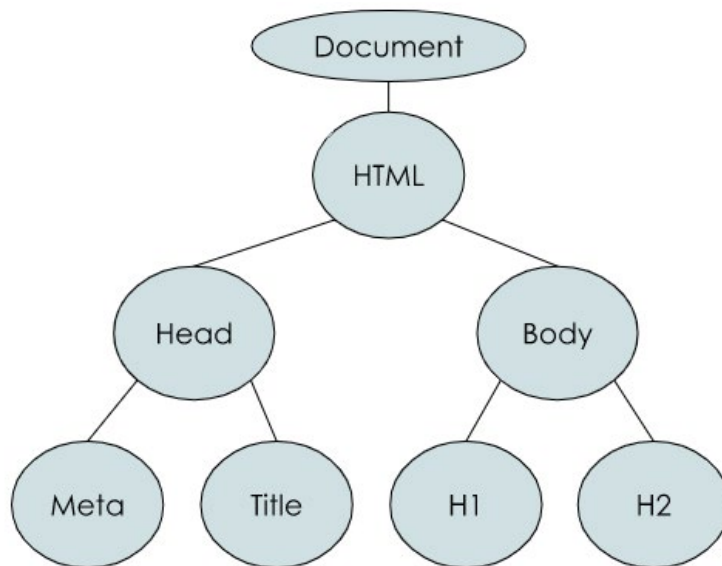 Document
HTML
Head
Body
Meta
Title
H1
H2